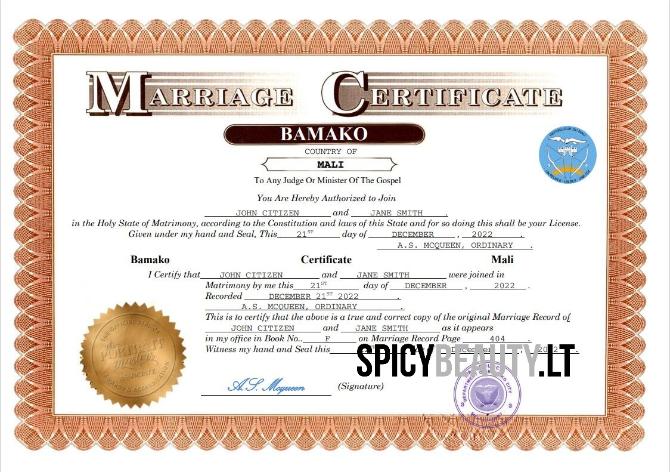 MARRIAGE CERTIFICATE
BAMAKO
COUNTRY OF
MALI
To Any Judge Or Minister Of The Gospel
You Are Hereby Authorized to Join
JOHN CITIZEN and JANE SMITH .
in the Holy State of Matrimony, according to the Constitution and laws of this State and for so doing this shall be your License.
Given under my hand and Seal, This 21ST day of DECEMBER , 2022 .
A.S. MCQUEEN, ORDINARY .
Bamako Certificate Mali
I Certify that JOHN CITIZEN and JANE SMITH were joined in
Matrimony by me this 21ST day of DECEMBER , 2022 .
Recorded DECEMBER 21ST 2022 .
A.S. MCQUEEN, ORDINARY .
This is to certify that the above is a true and correct copy of the original Marriage Record of
JOHN CITIZEN and JANE SMITH as it appears
in my office in Book No. F on Marriage Record Page 404
Witness my hand and Seal this
SPICYBEAUTY.LT
A.S. Mcqueen (Signature)